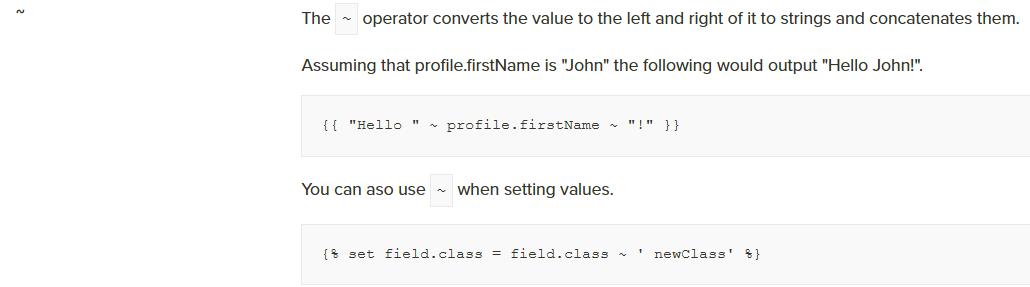 ~
The ~ operator converts the value to the left and right of it to strings and concatenates them.
Assuming that profile.firstName is "John" the following would output "Hello John!".
{{ "Hello " ~ profile.firstName ~ "!" }}
You can aso use ~ when setting values.
{% set field.class = field.class ~ ' newClass' %}